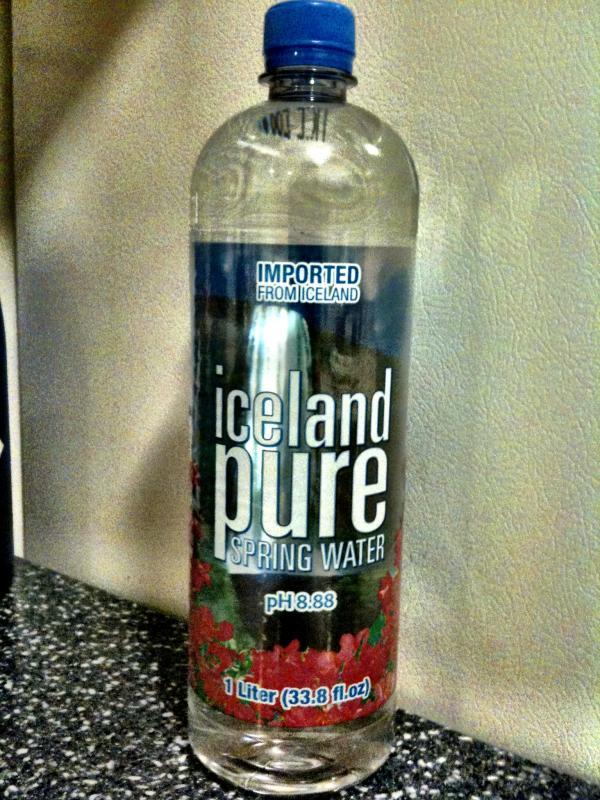 IMPORTED
FROM ICELAND
iceland
pure
SPRING WATER
pH 8.88
1 Liter (33.8 fl.oz)